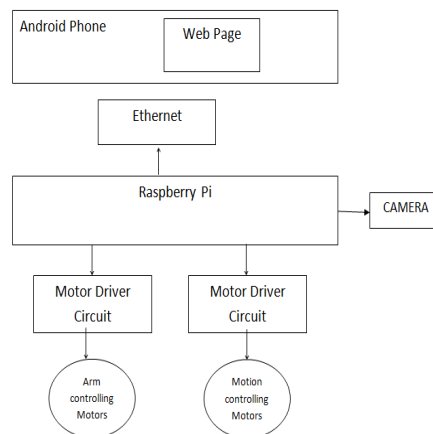 Android Phone
Web Page
Ethernet
Raspberry Pi
CAMERA
Motor Driver
Circuit
Motor Driver
Circuit
Arm
controlling
Motors
Motion
controlling
Motors